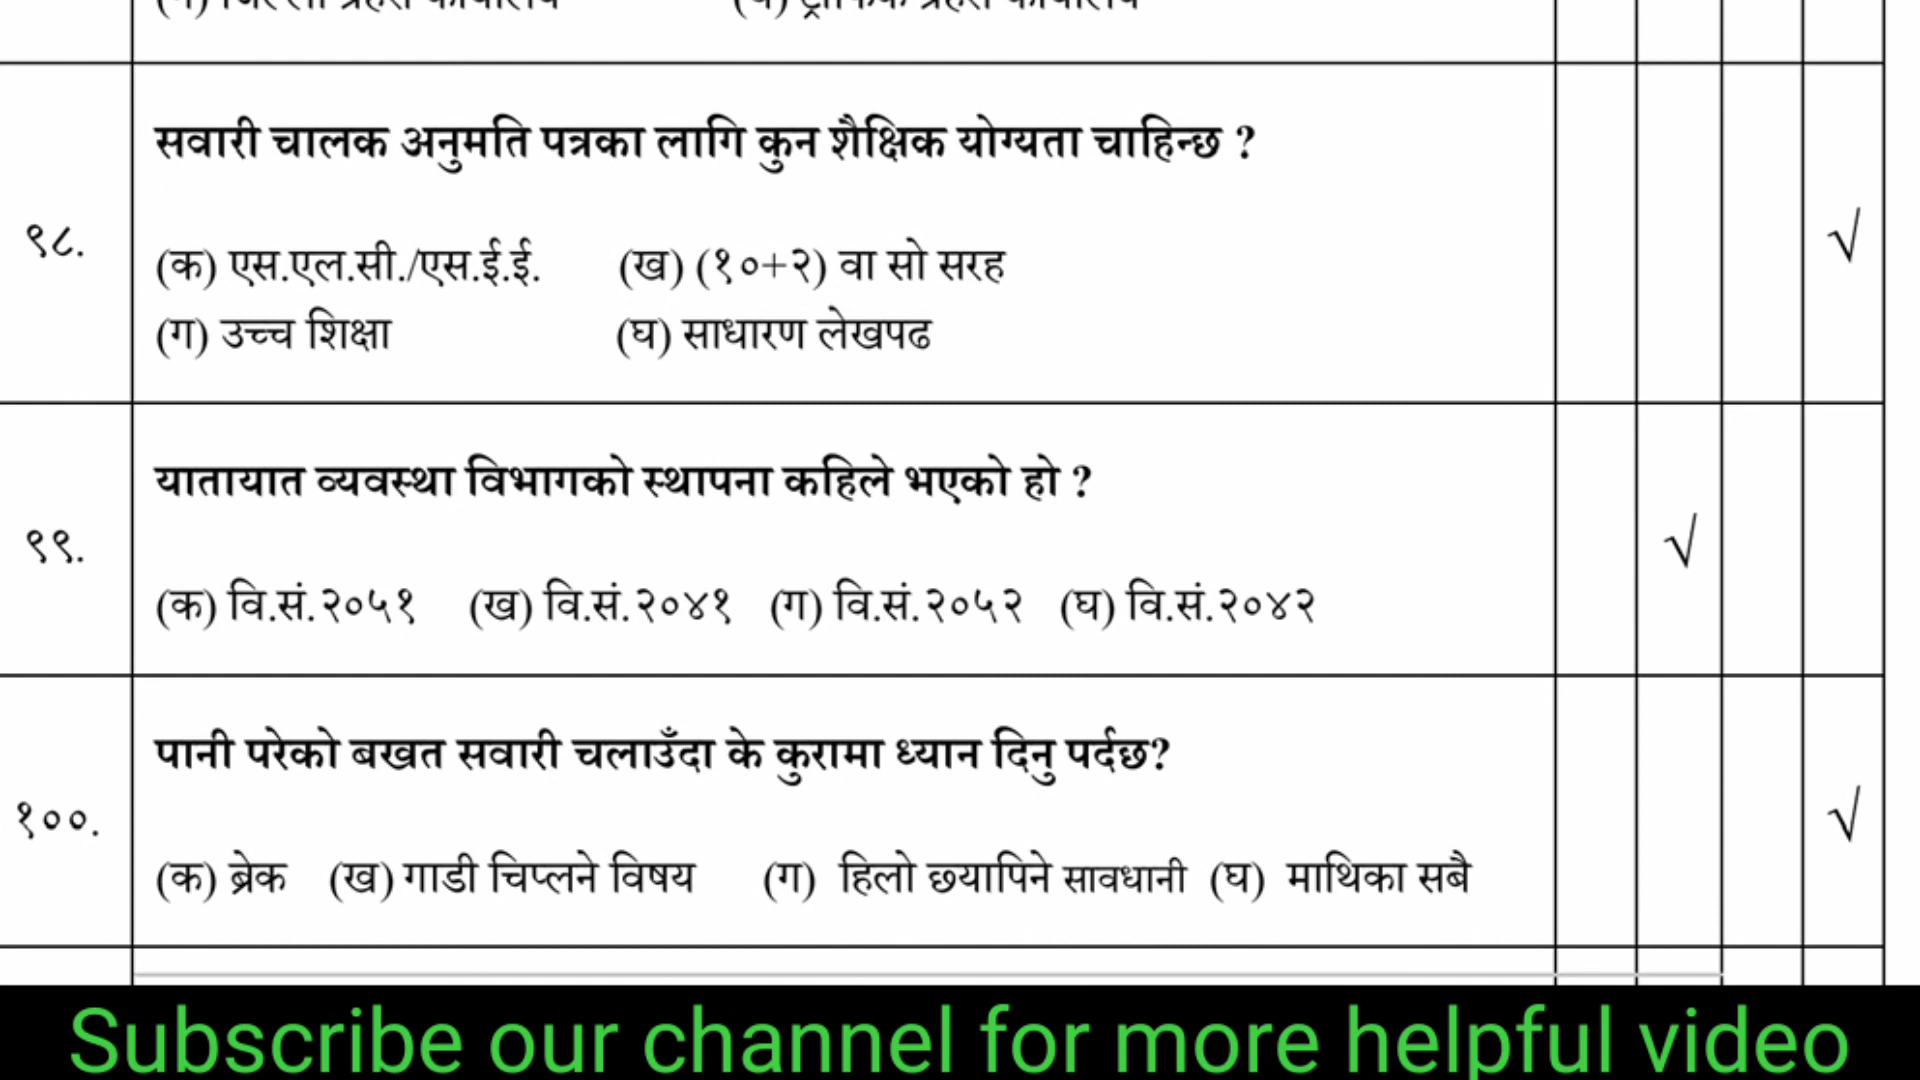 सवारी चालक अनुमति पत्रका लागि कुन शैक्षिक योग्यता चाहिन्छ ?
९८.
(क) एस.एल.सी./एस.ई.ई. (ख) (१०+२) वा सो सरह
√
(ग) उच्च शिक्षा (घ) साधारण लेखपढ
यातायात व्यवस्था विभागको स्थापना कहिले भएको हो ?
९९.
√
(क) वि.सं.२०५१ (ख) वि.सं.२०४१ (ग) वि.सं.२०५२ (घ) वि.सं.२०४२
पानी परेको बखत सवारी चलाउँदा के कुरामा ध्यान दिनु पर्दछ?
१००.
√
(क) ब्रेक (ख) गाडी चिप्लने विषय (ग) हिलो छ्यापिने सावधानी (घ) माथिका सबै
Subscribe our channel for more helpful video